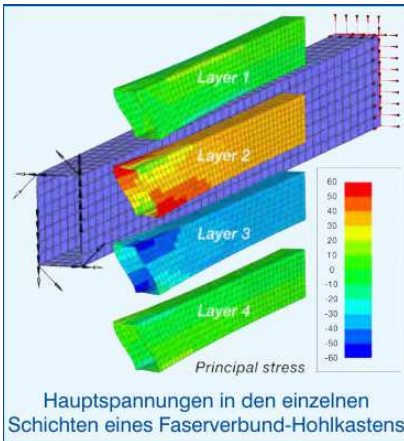 Layer 1
Layer 2
Layer 3
Layer 4
60
50
40
30
20
10
0
-10
-20
-30
-40
-50
-60
Principal stress
Hauptspannungen in den einzelnen
Schichten eines Faserverbund-Hohlkastens